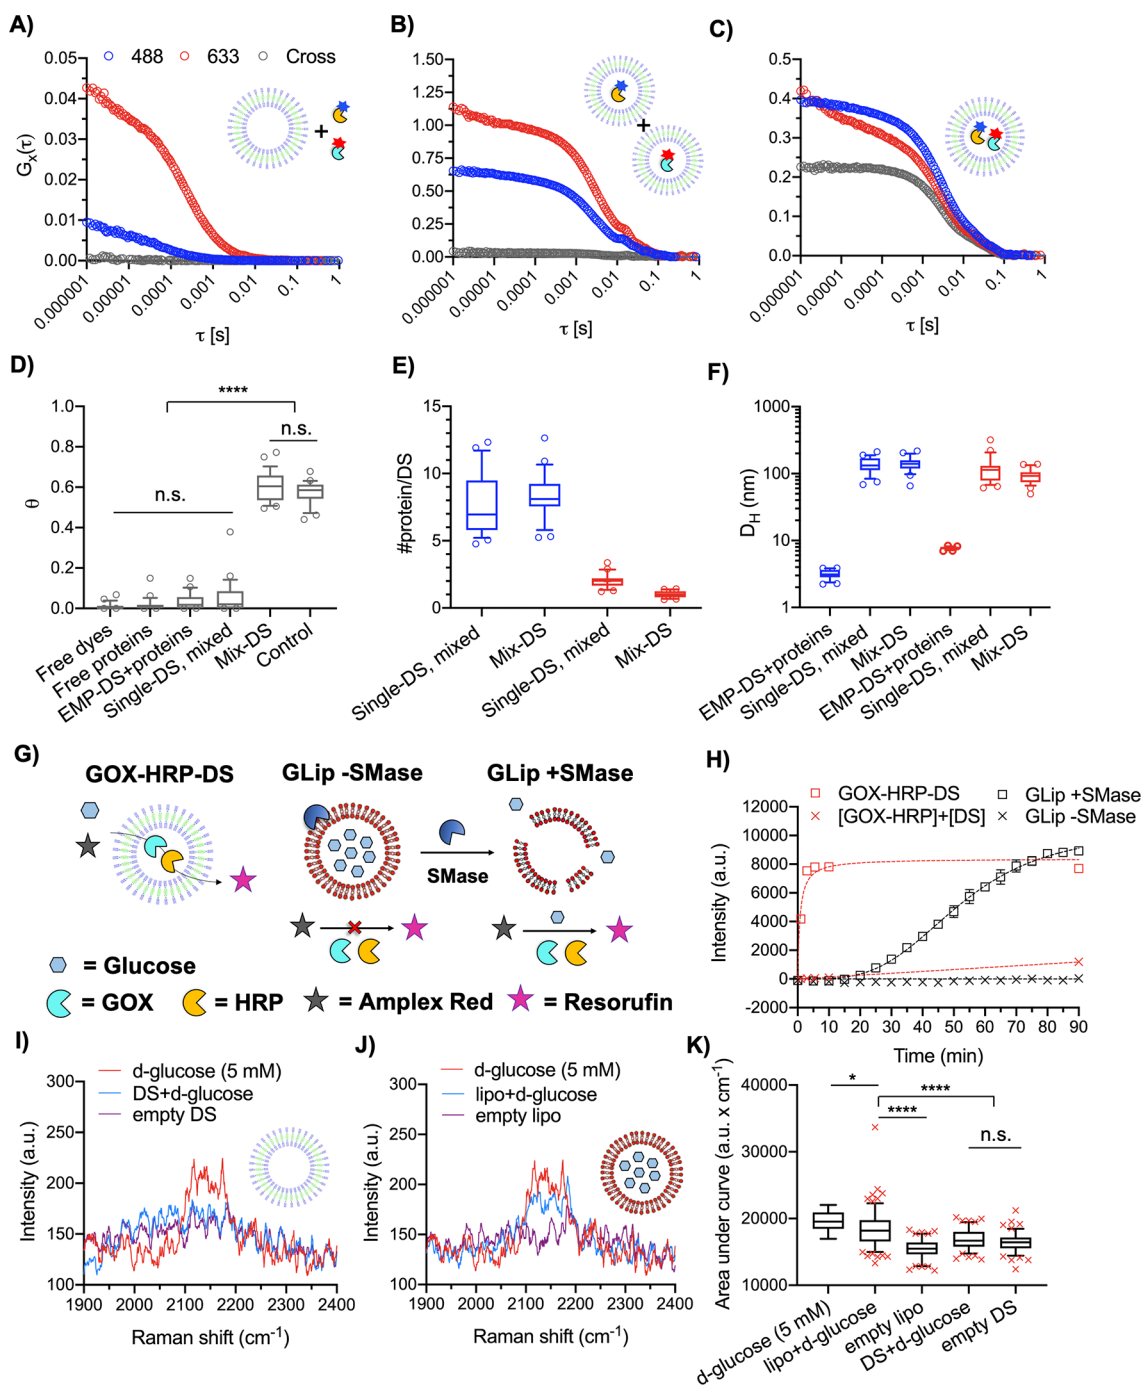 A)
488
633
Cross
0.05
0.04
0.03
0.02
0.01
0.00
Gx(τ)
+
0.000001
0.00001
0.0001
0.001
0.01
0.1
1
τ [s]
B)
1.50
1.25
1.00
0.75
0.50
0.25
0.00
+
0.000001
0.00001
0.0001
0.001
0.01
0.1
1
τ [s]
C)
0.5
0.4
0.3
0.2
0.1
0.0
0.000001
0.00001
0.0001
0.001
0.01
0.1
1
τ [s]
D)
1.0
0.8
0.6
0.4
0.2
0.0
θ
****
n.s.
n.s.
Free dyes
Free proteins
EMP-DS+proteins
Single-DS, mixed
Mix-DS
Control
E)
15
10
5
0
#protein/DS
Single-DS, mixed
Mix-DS
Single-DS, mixed
Mix-DS
F)
1000
100
10
1
DH (nm)
EMP-DS+proteins
Single-DS, mixed
Mix-DS
EMP-DS+proteins
Single-DS, mixed
Mix-DS
G)
GOX-HRP-DS
GLip -SMase
GLip +SMase
SMase
= Glucose
= GOX
= HRP
= Amplex Red
= Resorufin
H)
GOX-HRP-DS
[GOX-HRP]+[DS]
GLip +SMase
GLip -SMase
12000
10000
8000
6000
4000
2000
0
-2000
Intensity (a.u.)
0 10 20 30 40 50 60 70 80 90
Time (min)
I)
d-glucose (5 mM)
DS+d-glucose
empty DS
300
250
200
150
100
Intensity (a.u.)
1900 2000 2100 2200 2300 2400
Raman shift (cm-1)
J)
d-glucose (5 mM)
lipo+d-glucose
empty lipo
300
250
200
150
100
Intensity (a.u.)
1900 2000 2100 2200 2300 2400
Raman shift (cm-1)
K)
40000
30000
20000
10000
Area under curve (a.u. x cm-1)
*
****
****
n.s.
d-glucose (5 mM)
lipo+d-glucose
empty lipo
DS+d-glucose
empty DS